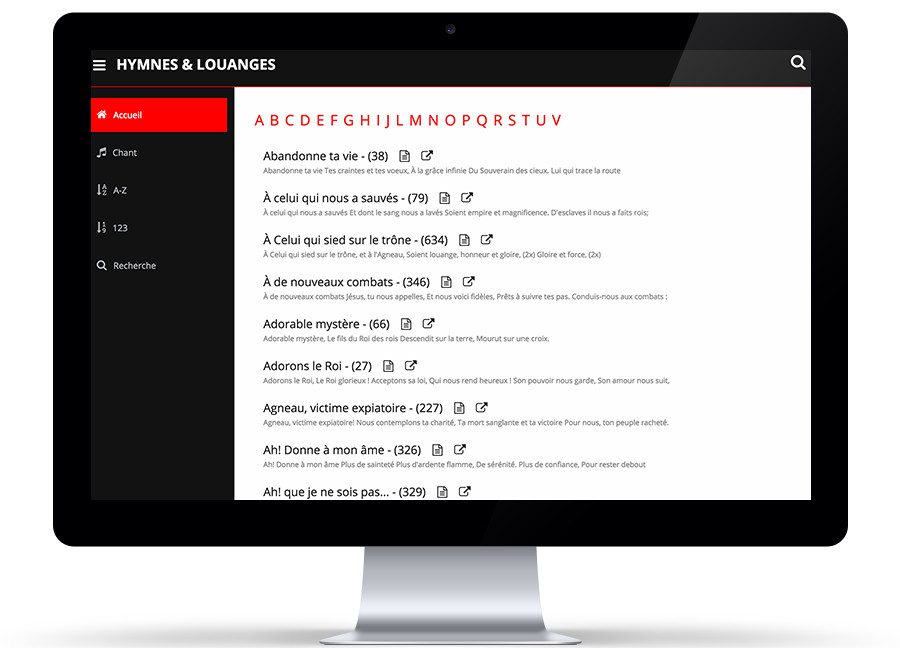 HYMNES & LOUANGES
Accueil
Chant
A-Z
123
Recherche
A B C D E F G H I J L M N O P Q R S T U V
Abandonne ta vie - (38)
Abandonne ta vie Tes craintes et tes voeux, À la grâce infinie Du Souverain des cieux. Lui qui trace la route
À celui qui nous a sauvés - (79)
À celui qui nous a sauvés Et dont le sang nous a lavés Soient empire et magnificence. D'esclaves il nous a faits rois;
À Celui qui sied sur le trône - (634)
À Celui qui sied sur le trône, et à l'Agneau, Soient louange, honneur et gloire, (2x) Gloire et force, (2x)
À de nouveaux combats - (346)
À de nouveaux combats Jésus, tu nous appelles, Et nous voici fidèles, Prêts à suivre tes pas. Conduis-nous aux combats :
Adorable mystère - (66)
Adorable mystère, Le fils du Roi des rois Descendit sur la terre, Mourut sur une croix.
Adorons le Roi - (27)
Adorons le Roi, Le Roi glorieux ! Acceptons sa loi, Qui nous rend heureux ! Son pouvoir nous garde, Son amour nous suit,
Agneau, victime expiatoire - (227)
Agneau, victime expiatoire! Nous contemplons ta charité, Ta mort sanglante et ta victoire Pour nous, ton peuple racheté.
Ah! Donne à mon âme - (326)
Ah! Donne à mon âme Plus de sainteté Plus d'ardente flamme, De sérénité. Plus de confiance, Pour rester debout
Ah! que je ne sois pas... - (329)